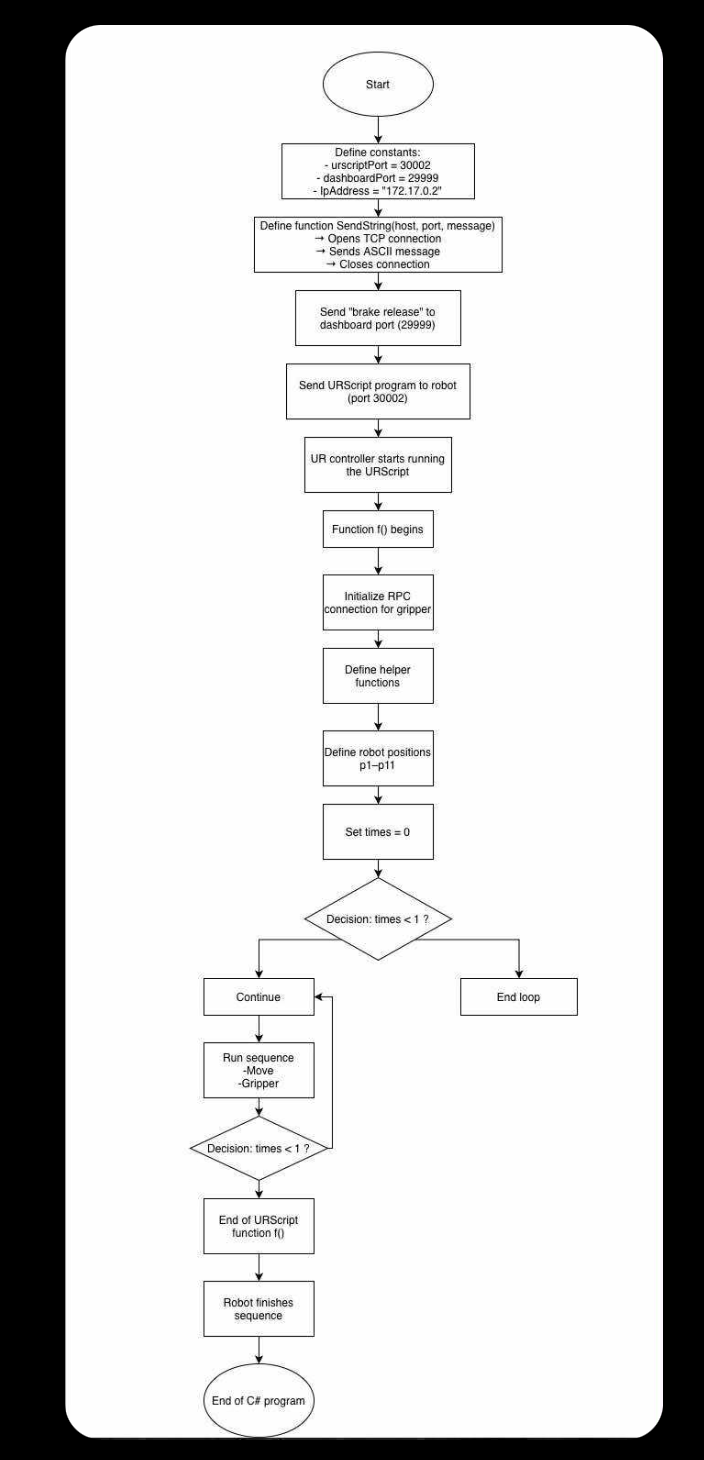 Start
Define constants:
- urscriptPort = 30002
- dashboardPort = 29999
- IpAddress = "172.17.0.2"
Define function SendString(host, port, message)
→ Opens TCP connection
→ Sends ASCII message
→ Closes connection
Send "brake release" to
dashboard port (29999)
Send URScript program to robot
(port 30002)
UR controller starts running
the URScript
Function f() begins
Initialize RPC
connection for gripper
Define helper
functions
Define robot positions
p1–p11
Set times = 0
Decision: times < 1 ?
Continue
End loop
Run sequence
-Move
-Gripper
Decision: times < 1 ?
End of URScript
function f()
Robot finishes
sequence
End of C# program